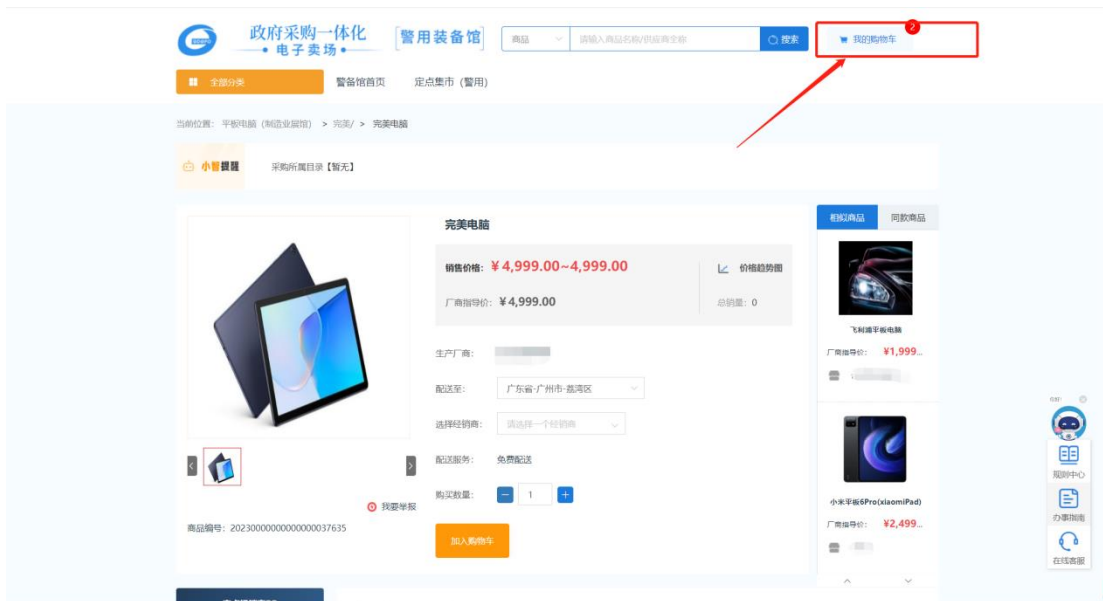 政府采购一体化
•电子卖场•
[警用装备馆]
商品
请输入商品名称/供应商全称
搜索
我的购物车
2
全部分类
警备馆首页
定点集市（警用）
当前位置：平板电脑（制造业展馆） > 完美/ > 完美电脑
小智提醒
采购所属目录【暂无】
完美电脑
销售价格：¥4,999.00~4,999.00
价格趋势图
厂商指导价：¥4,999.00
总销量：0
生产厂商：
配送至：
广东省-广州市-荔湾区
选择经销商：
请选择一个经销商
配送服务：
免费配送
购买数量：
1
加入购物车
我要举报
商品编号：20230000000000000037635
相似商品
同款商品
飞利浦平板电脑
厂商指导价：
¥1,999...
小米平板6Pro(xiaomiPad)
厂商指导价：
¥2,499...
规则中心
办事指南
在线客服